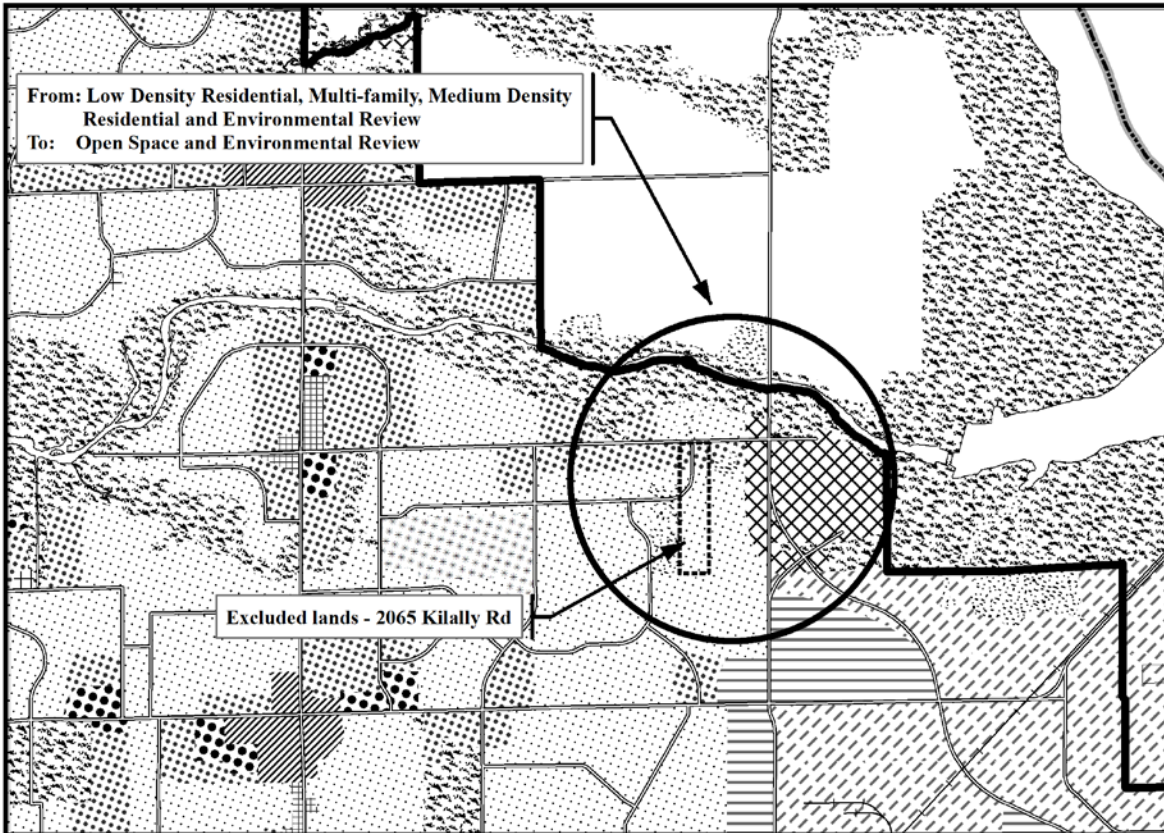 From: Low Density Residential, Multi-family, Medium Density
Residential and Environmental Review
To: Open Space and Environmental Review
Excluded lands - 2065 Kilally Rd